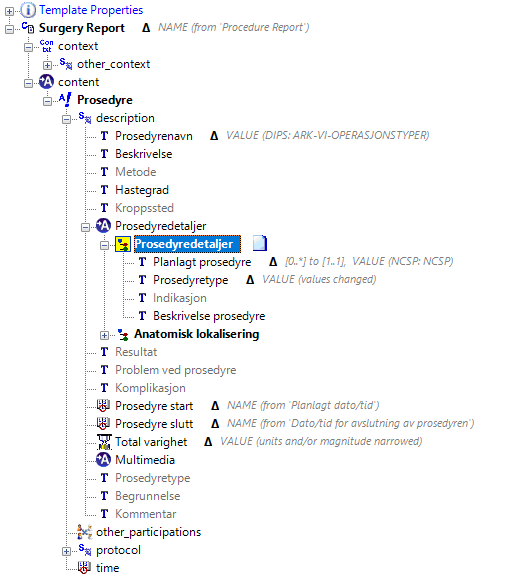 Template Properties
Surgery Report Δ NAME (from 'Procedure Report')
Con txt context
other_context
content
Prosedyre
description
T Prosedyrenavn Δ VALUE (DIPS: ARK-VI-OPERASJONSTYPER)
T Beskrivelse
T Metode
T Hastegrad
T Kroppssted
Prosedyredetaljer
Prosedyredetaljer
T Planlagt prosedyre Δ [0..*] to [1..1], VALUE (NCSP: NCSP)
T Prosedyretype Δ VALUE (values changed)
T Indikasjon
T Beskrivelse prosedyre
Anatomisk lokalisering
T Resultat
T Problem ved prosedyre
T Komplikasjon
Prosedyre start Δ NAME (from 'Planlagt dato/tid')
Prosedyre slutt Δ NAME (from 'Dato/tid for avslutning av prosedyren')
Total varighet Δ VALUE (units and/or magnitude narrowed)
Multimedia
T Prosedyretype
T Begrunnelse
T Kommentar
other_participations
protocol
time